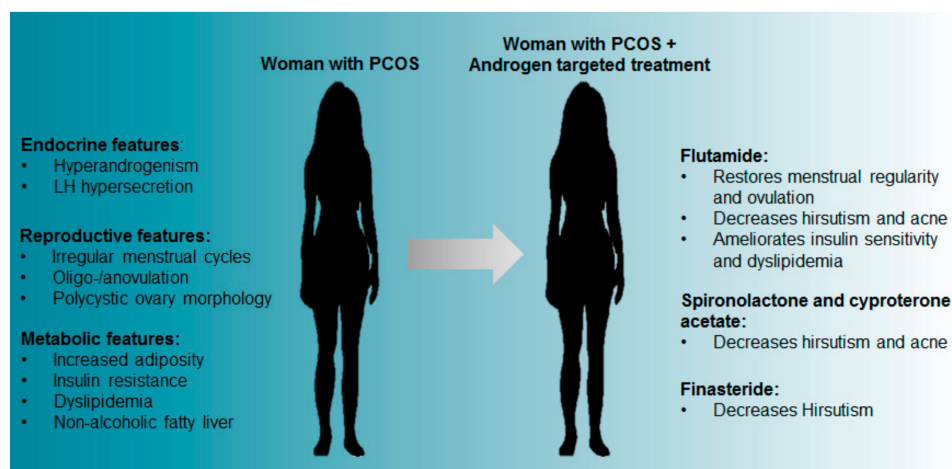 Woman with PCOS
Endocrine features:
• Hyperandrogenism
• LH hypersecretion
Reproductive features:
• Irregular menstrual cycles
• Oligo-/anovulation
• Polycystic ovary morphology
Metabolic features:
• Increased adiposity
• Insulin resistance
• Dyslipidemia
• Non-alcoholic fatty liver
Woman with PCOS +
Androgen targeted treatment
Flutamide:
• Restores menstrual regularity
and ovulation
• Decreases hirsutism and acne
• Ameliorates insulin sensitivity
and dyslipidemia
Spironolactone and cyproterone
acetate:
• Decreases hirsutism and acne
Finasteride:
• Decreases Hirsutism